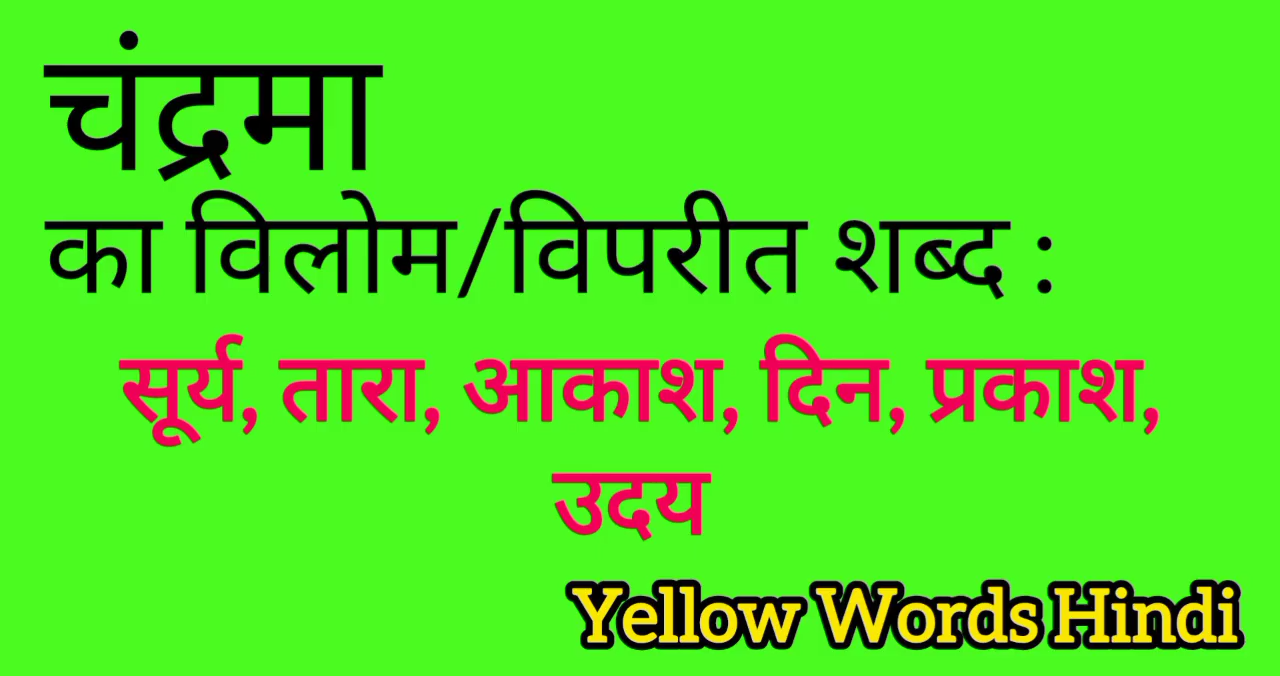 चंद्रमा
का विलोम/विपरीत शब्द :
सूर्य, तारा, आकाश, दिन, प्रकाश,
उदय
Yellow Words Hindi